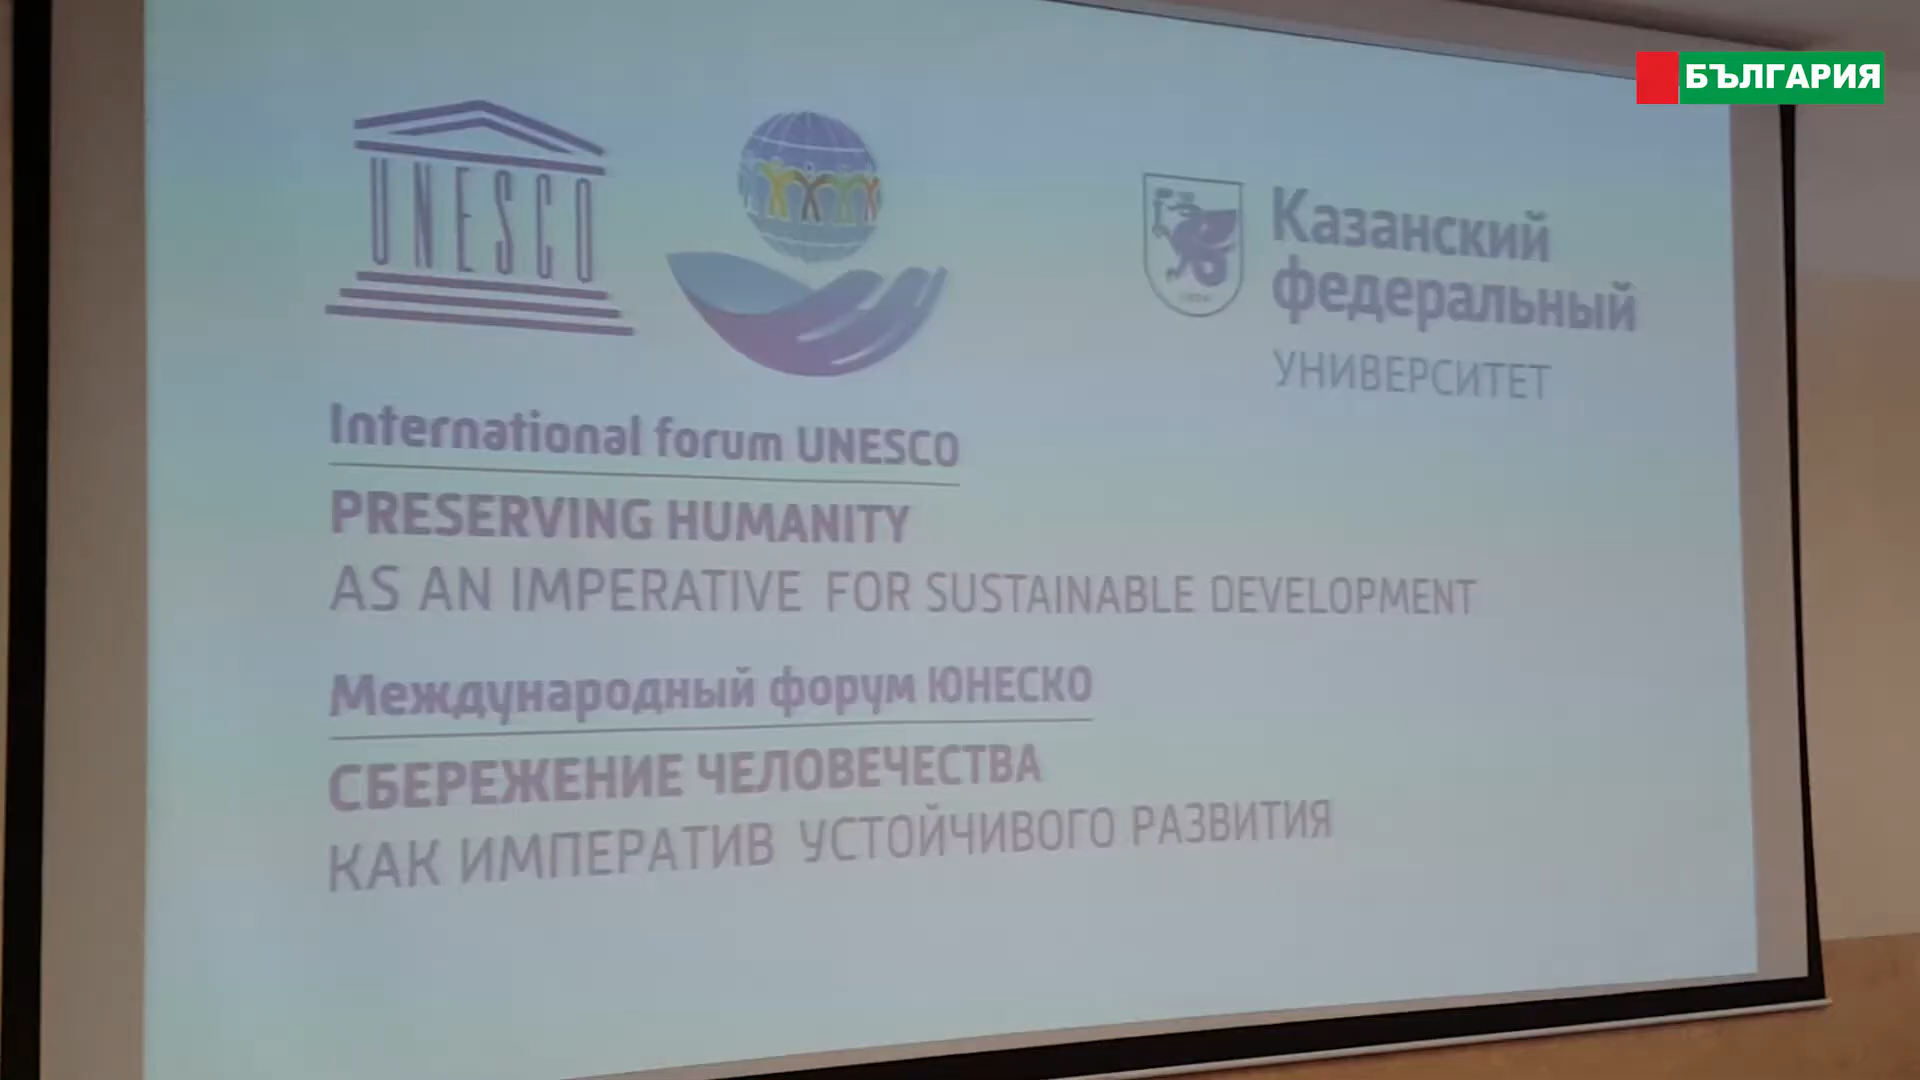 БЪЛГАРИЯ
UNESCO
Казанский
федеральный
УНИВЕРСИТЕТ
International forum UNESCO
PRESERVING HUMANITY
AS AN IMPERATIVE FOR SUSTAINABLE DEVELOPMENT
Международный форум ЮНЕСКО
СБЕРЕЖЕНИЕ ЧЕЛОВЕЧЕСТВА
КАК ИМПЕРАТИВ УСТОЙЧИВОГО РАЗВИТИЯ